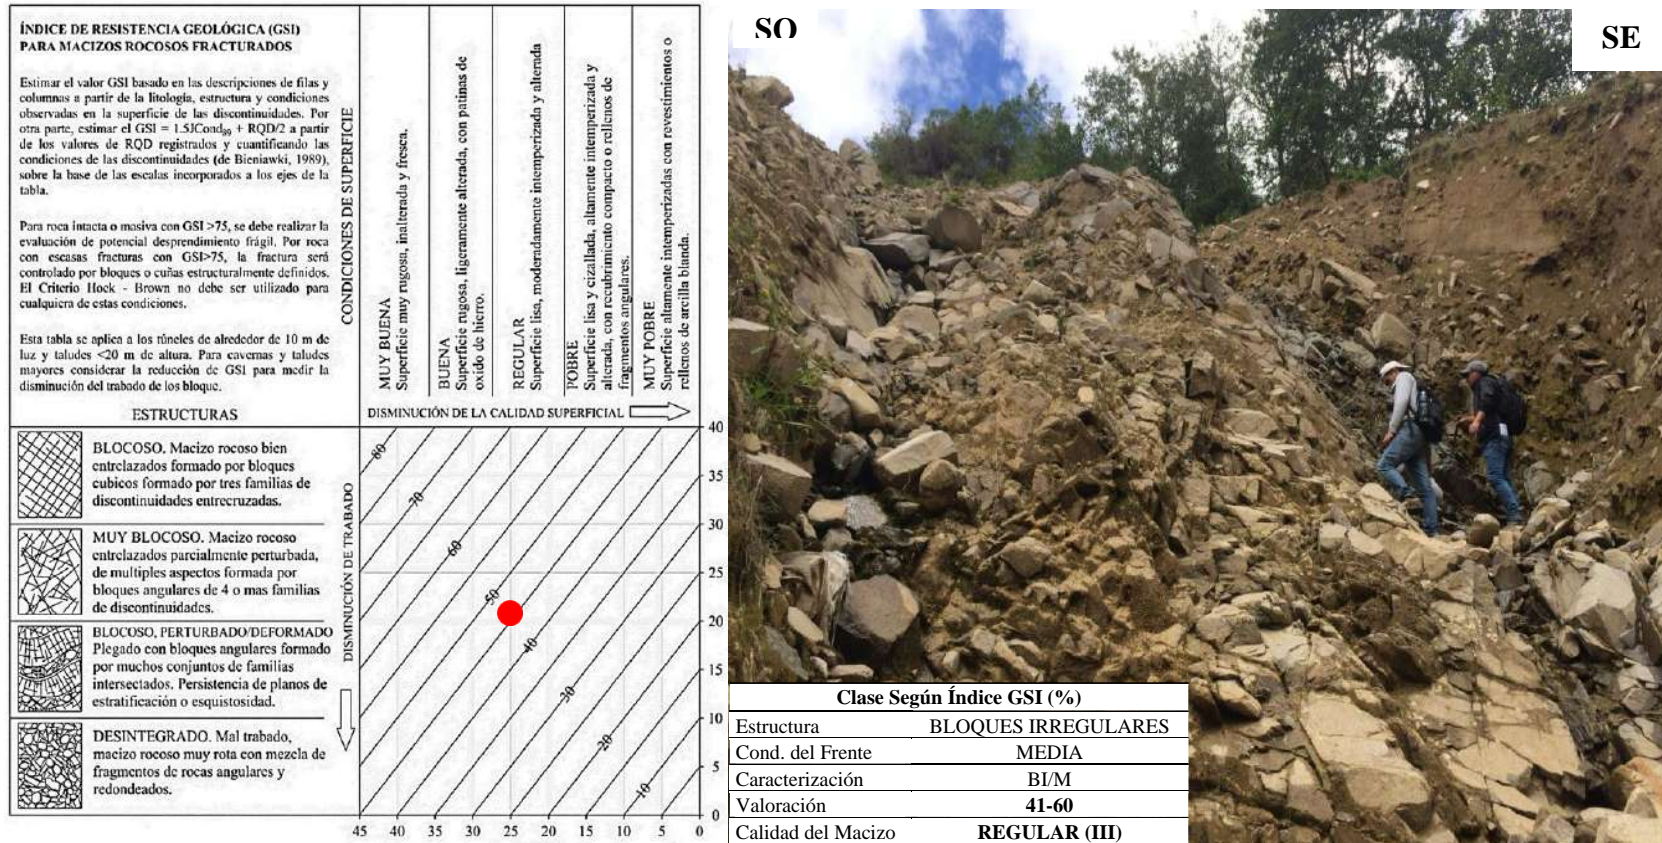 ÍNDICE DE RESISTENCIA GEOLÓGICA (GSI)
PARA MACIZOS ROCOSOS FRACTURADOS
Estimar el valor GSI basado en las descripciones de filas y
columnas a partir de la litología, estructura y condiciones
observadas en la superficie de las discontinuidades. Por
otra parte, estimar el GSI = 1.5JCond89 + RQD/2 a partir
de los valores de RQD registrados y cuantificando las
condiciones de las discontinuidades (de Bieniawki, 1989),
sobre la base de las escalas incorporados a los ejes de la
tabla.
Para roca intacta o masiva con GSI >75, se debe realizar la
evaluación de potencial desprendimiento frágil. Por roca
con escasas fracturas con GSI>75, la fractura será
controlado por bloques o cuñas estructuralmente definidos.
El Criterio Hock - Brown no debe ser utilizado para
cualquiera de estas condiciones.
Esta tabla se aplica a los túneles de alrededor de 10 m de
luz y taludes <20 m de altura. Para cavernas y taludes
mayores considerar la reducción de GSI para medir la
disminución del trabado de los bloque.
CONDICIONES DE SUPERFICIE
MUY BUENA
Superficie muy rugosa, inalterada y fresca.
BUENA
Superficie rugosa, ligeramente alterada, con patinas de
oxido de hierro.
REGULAR
Superficie lisa, moderadamente intemperizada y alterada
POBRE
Superficie lisa y cizallada, altamente intemperizada y
alterada, con recubrimiento compacto o rellenos de
fragmentos angulares.
MUY POBRE
Superficie altamente intemperizadas con revestimientos o
rellenos de arcilla blanda.
ESTRUCTURAS
DISMINUCIÓN DE LA CALIDAD SUPERFICIAL
BLOCOSO. Macizo rocoso bien
entrelazados formado por bloques
cubicos formado por tres familias de
discontinuidades entrecruzadas.
MUY BLOCOSO. Macizo rocoso
entrelazados parcialmente perturbada,
de multiples aspectos formada por
bloques angulares de 4 o mas familias
de discontinuidades.
BLOCOSO, PERTURBADO/DEFORMADO
Plegado con bloques angulares formado
por muchos conjuntos de familias
intersectados. Persistencia de planos de
estratificación o esquistosidad.
DESINTEGRADO. Mal trabado,
macizo rocoso muy rota con mezcla de
fragmentos de rocas angulares y
redondeados.
DISMINUCIÓN DE TRABADO
80
70
60
50
40
30
20
10
40
35
30
25
20
15
10
5
0
45 40 35 30 25 20 15 10 5 0
SO
SE
Clase Según Índice GSI (%)
Estructura BLOQUES IRREGULARES
Cond. del Frente MEDIA
Caracterización BI/M
Valoración 41-60
Calidad del Macizo REGULAR (III)